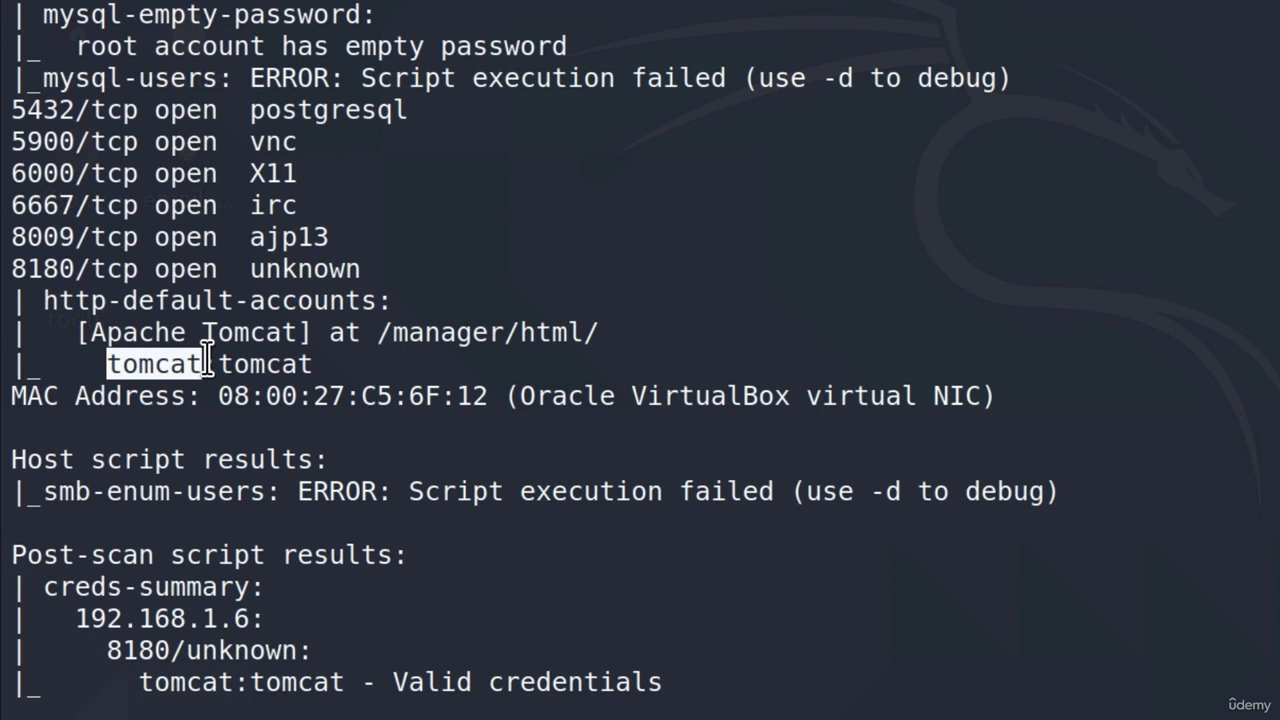 | mysql-empty-password:
|_  root account has empty password
|_mysql-users: ERROR: Script execution failed (use -d to debug)
5432/tcp open  postgresql
5900/tcp open  vnc
6000/tcp open  X11
6667/tcp open  irc
8009/tcp open  ajp13
8180/tcp open  unknown
| http-default-accounts:
|   [Apache Tomcat] at /manager/html/
|_    tomcat:tomcat
MAC Address: 08:00:27:C5:6F:12 (Oracle VirtualBox virtual NIC)
Host script results:
|_smb-enum-users: ERROR: Script execution failed (use -d to debug)
Post-scan script results:
| creds-summary:
|   192.168.1.6:
|     8180/unknown:
|_      tomcat:tomcat - Valid credentials
ûdemy